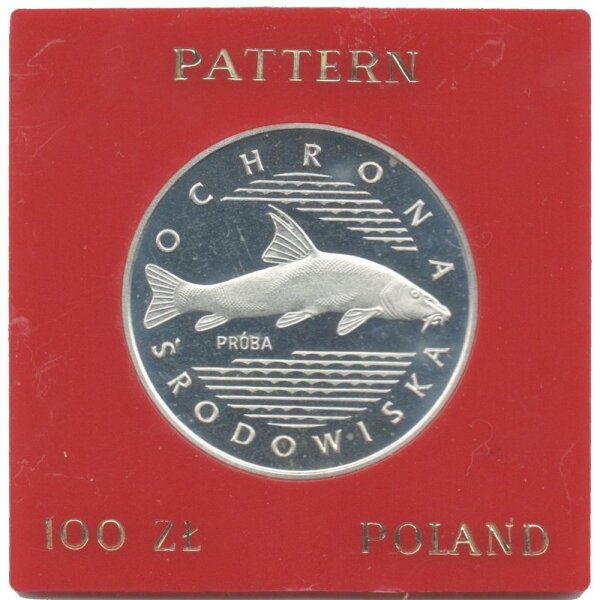 PATTERN
OCHRONA
ŚRODOWISKA
PRÓBA
100 ZŁ POLAND